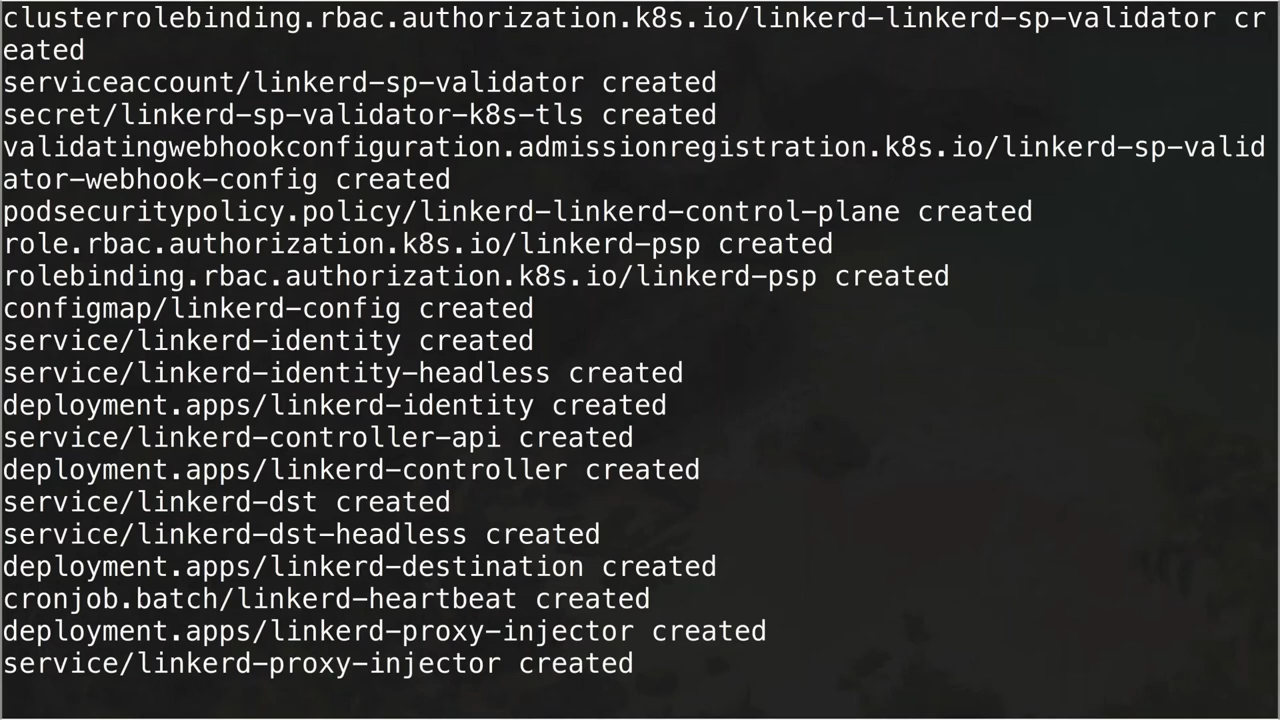 clusterrolebinding.rbac.authorization.k8s.io/linkerd-linkerd-sp-validator cr
eated
serviceaccount/linkerd-sp-validator created
secret/linkerd-sp-validator-k8s-tls created
validatingwebhookconfiguration.admissionregistration.k8s.io/linkerd-sp-valid
ator-webhook-config created
podsecuritypolicy.policy/linkerd-linkerd-control-plane created
role.rbac.authorization.k8s.io/linkerd-psp created
rolebinding.rbac.authorization.k8s.io/linkerd-psp created
configmap/linkerd-config created
service/linkerd-identity created
service/linkerd-identity-headless created
deployment.apps/linkerd-identity created
service/linkerd-controller-api created
deployment.apps/linkerd-controller created
service/linkerd-dst created
service/linkerd-dst-headless created
deployment.apps/linkerd-destination created
cronjob.batch/linkerd-heartbeat created
deployment.apps/linkerd-proxy-injector created
service/linkerd-proxy-injector created